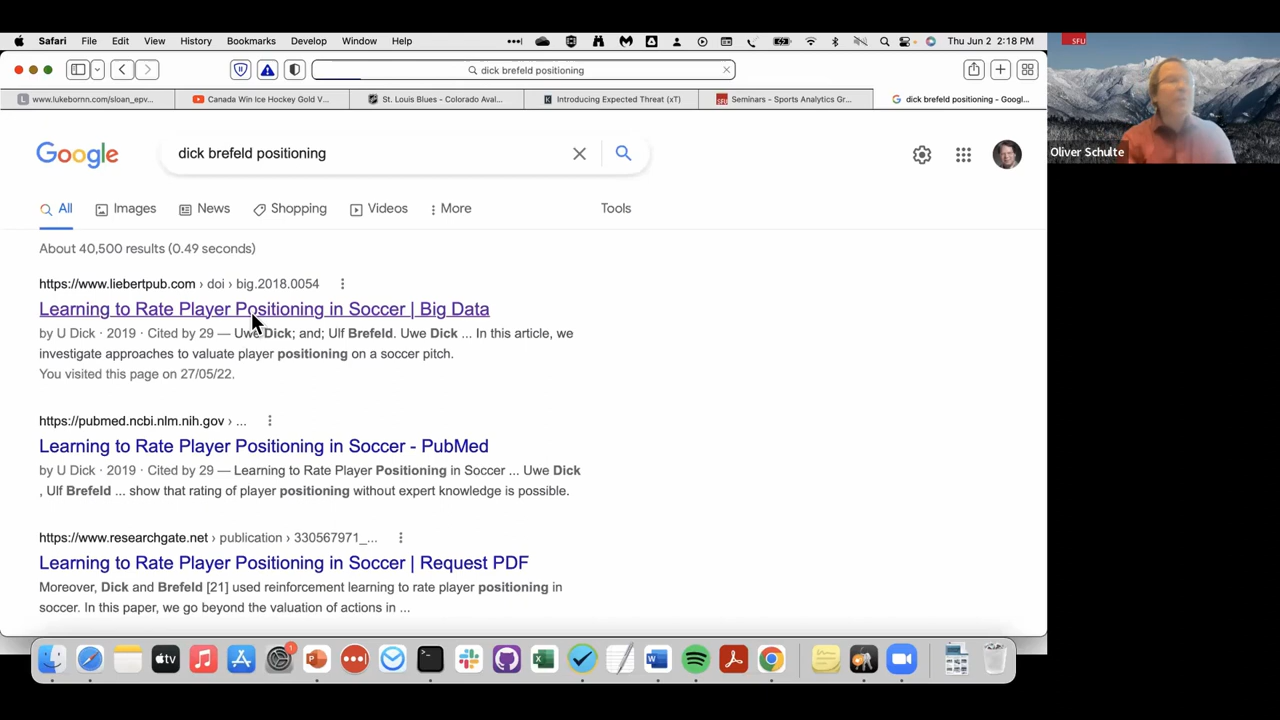 Safari File Edit View History Bookmarks Develop Window Help Thu Jun 2 2:18 PM
SFU
dick brefeld positioning
www.lukebornn.com/sloan_epv...
Canada Win Ice Hockey Gold V...
St. Louis Blues - Colorado Aval...
Introducing Expected Threat (xT)
SFU Seminars - Sports Analytics Gr...
dick brefeld positioning - Googl...
Oliver Schulte
Google
dick brefeld positioning
All Images News Shopping Videos More Tools
About 40,500 results (0.49 seconds)
https://www.liebertpub.com › doi › big.2018.0054
Learning to Rate Player Positioning in Soccer | Big Data
by U Dick · 2019 · Cited by 29 — Uwe Dick; and; Ulf Brefeld. Uwe Dick ... In this article, we
investigate approaches to valuate player positioning on a soccer pitch.
You visited this page on 27/05/22.
https://pubmed.ncbi.nlm.nih.gov › ...
Learning to Rate Player Positioning in Soccer - PubMed
by U Dick · 2019 · Cited by 29 — Learning to Rate Player Positioning in Soccer ... Uwe Dick
, Ulf Brefeld ... show that rating of player positioning without expert knowledge is possible.
https://www.researchgate.net › publication › 330567971_...
Learning to Rate Player Positioning in Soccer | Request PDF
Moreover, Dick and Brefeld [21] used reinforcement learning to rate player positioning in
soccer. In this paper, we go beyond the valuation of actions in ...
tv
1